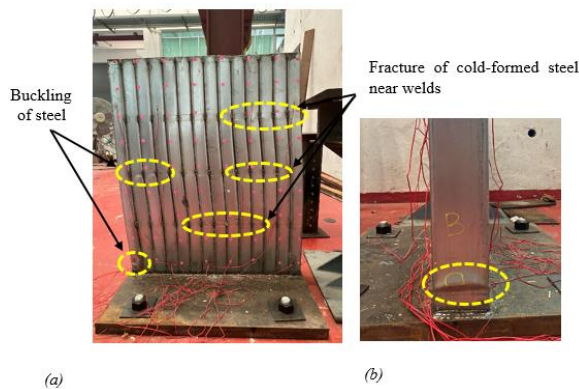 Buckling
of steel
Fracture of cold-formed steel
near welds
B
(a)
(b)